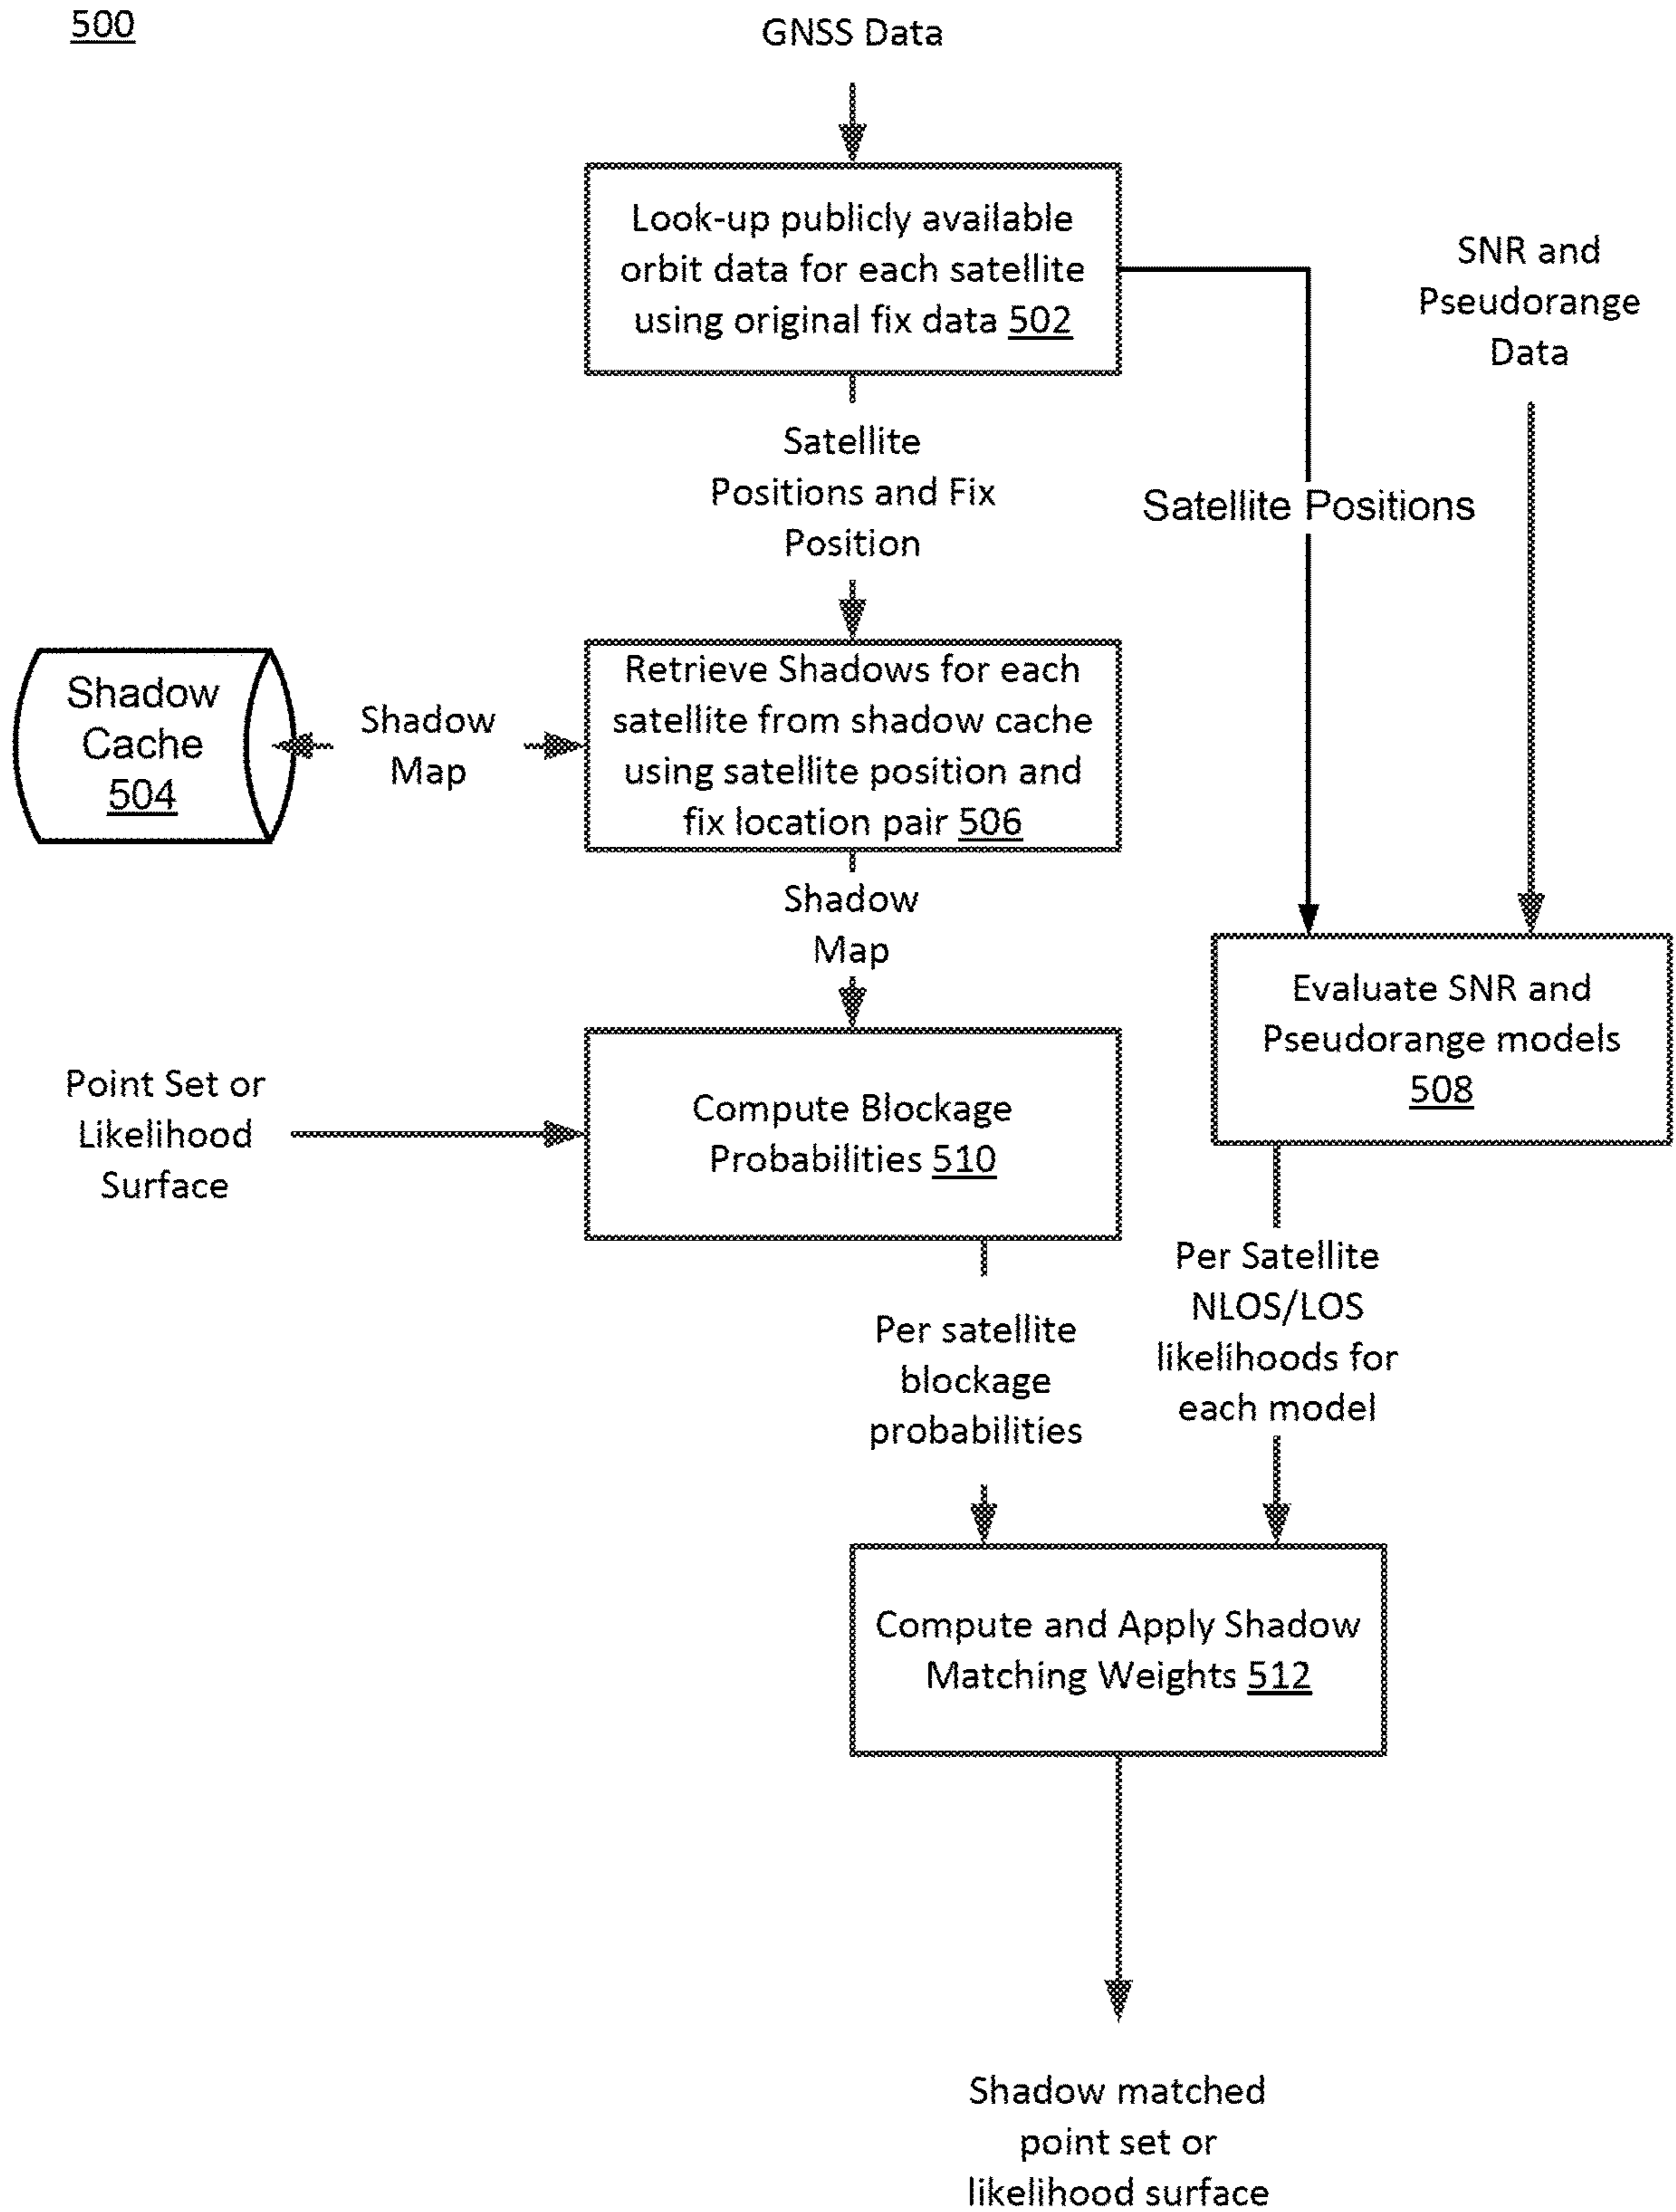 500
GNSS Data
Look-up publicly available
orbit data for each satellite
using original fix data 502
SNR and
Pseudorange
Data
Satellite
Positions and Fix
Position
Satellite Positions
Shadow
Cache
504
Shadow
Map
Retrieve Shadows for each
satellite from shadow cache
using satellite position and
fix location pair 506
Shadow
Map
Evaluate SNR and
Pseudorange models
508
Point Set or
Likelihood
Surface
Compute Blockage
Probabilities 510
Per satellite
blockage
probabilities
Per Satellite
NLOS/LOS
likelihoods for
each model
Compute and Apply Shadow
Matching Weights 512
Shadow matched
point set or
likelihood surface